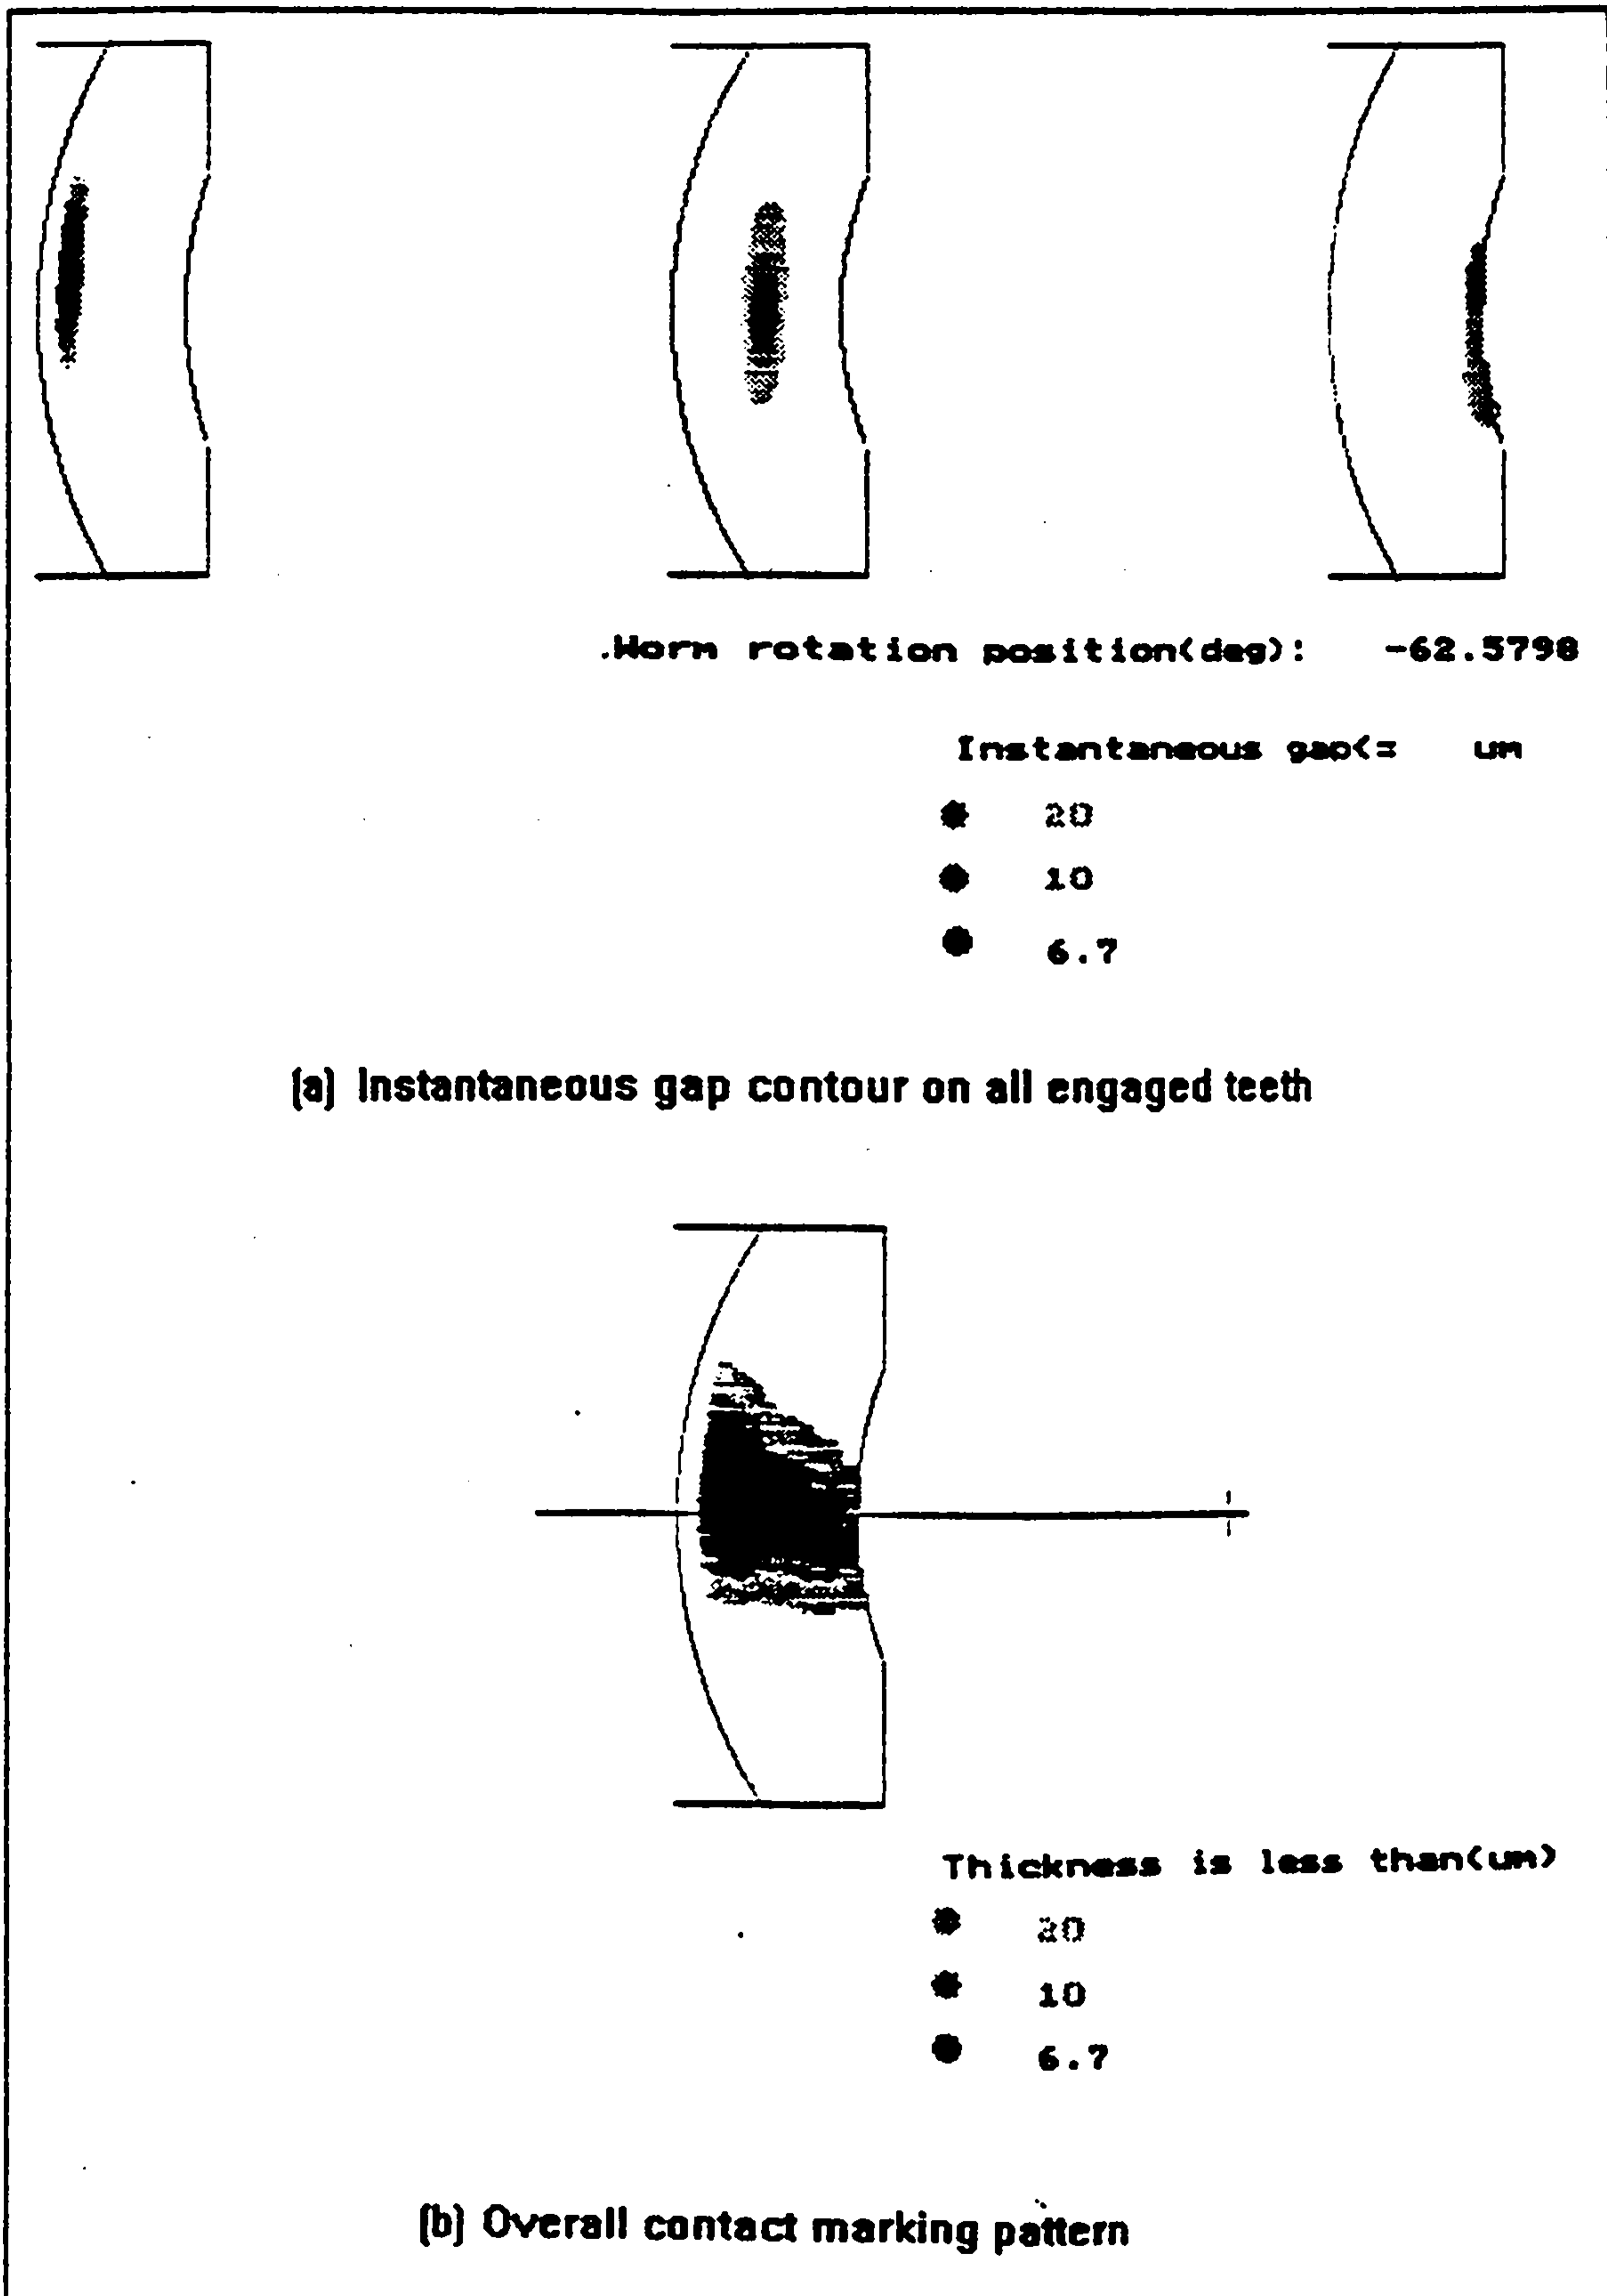 .Worm rotation position(deg): -62.5798
Instantaneous gap<= um
20
10
6.7
(a) Instantaneous gap contour on all engaged teeth
Thickness is less than(um)
20
10
6.7
(b) Overall contact marking pattern